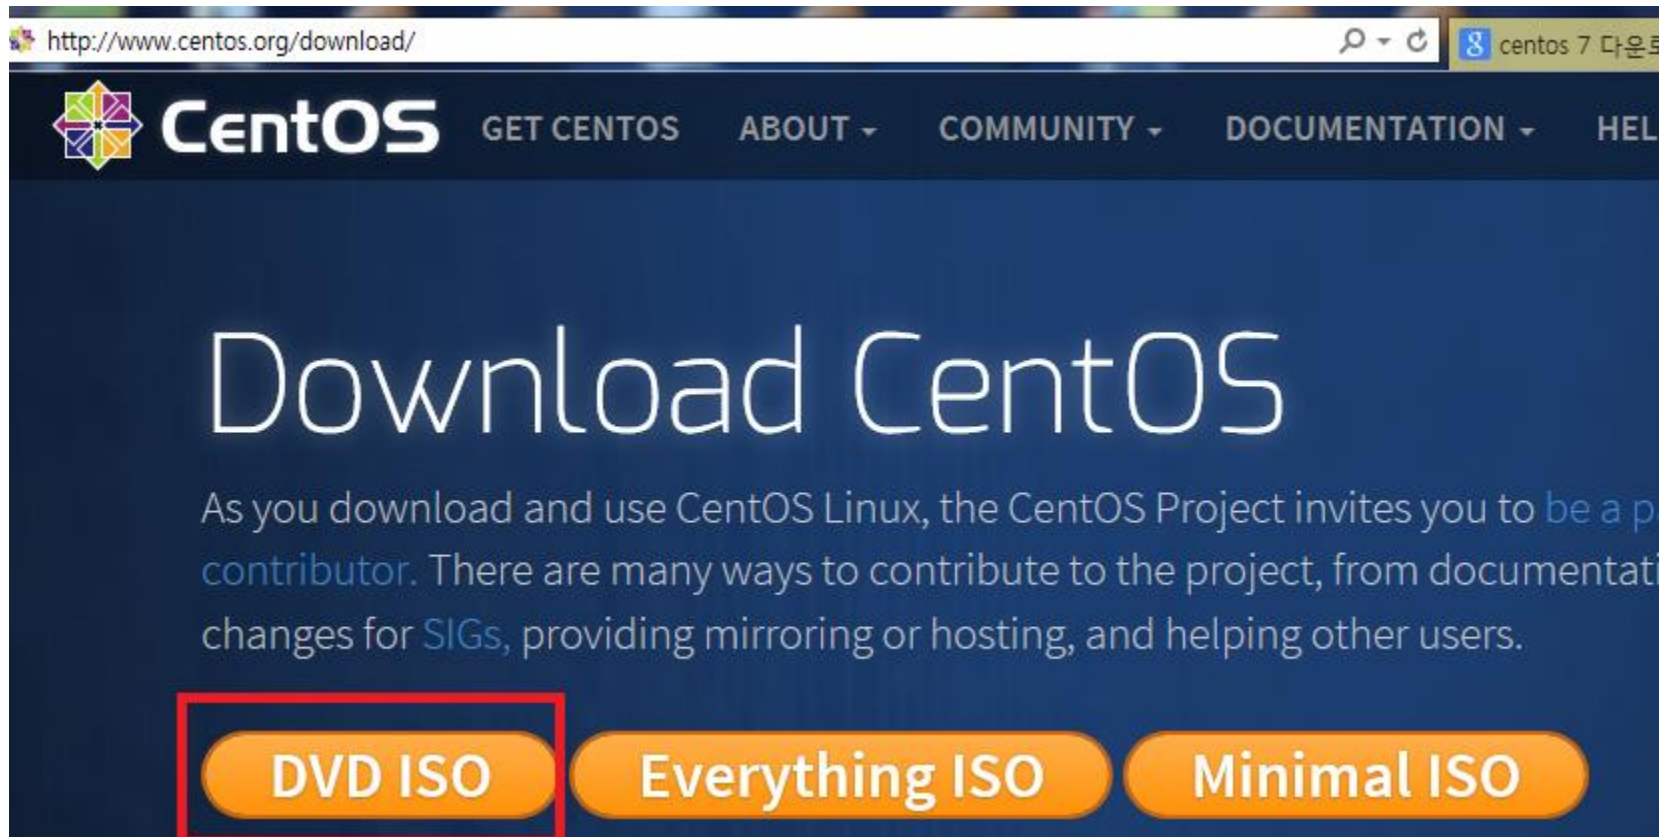 http://www.centos.org/download/
centos 7 다운로
CentOS GET CENTOS ABOUT COMMUNITY DOCUMENTATION HEL
Download CentOS
As you download and use CentOS Linux, the CentOS Project invites you to be a p
contributor. There are many ways to contribute to the project, from documentati
changes for SIGs, providing mirroring or hosting, and helping other users.
DVD ISO Everything ISO Minimal ISO